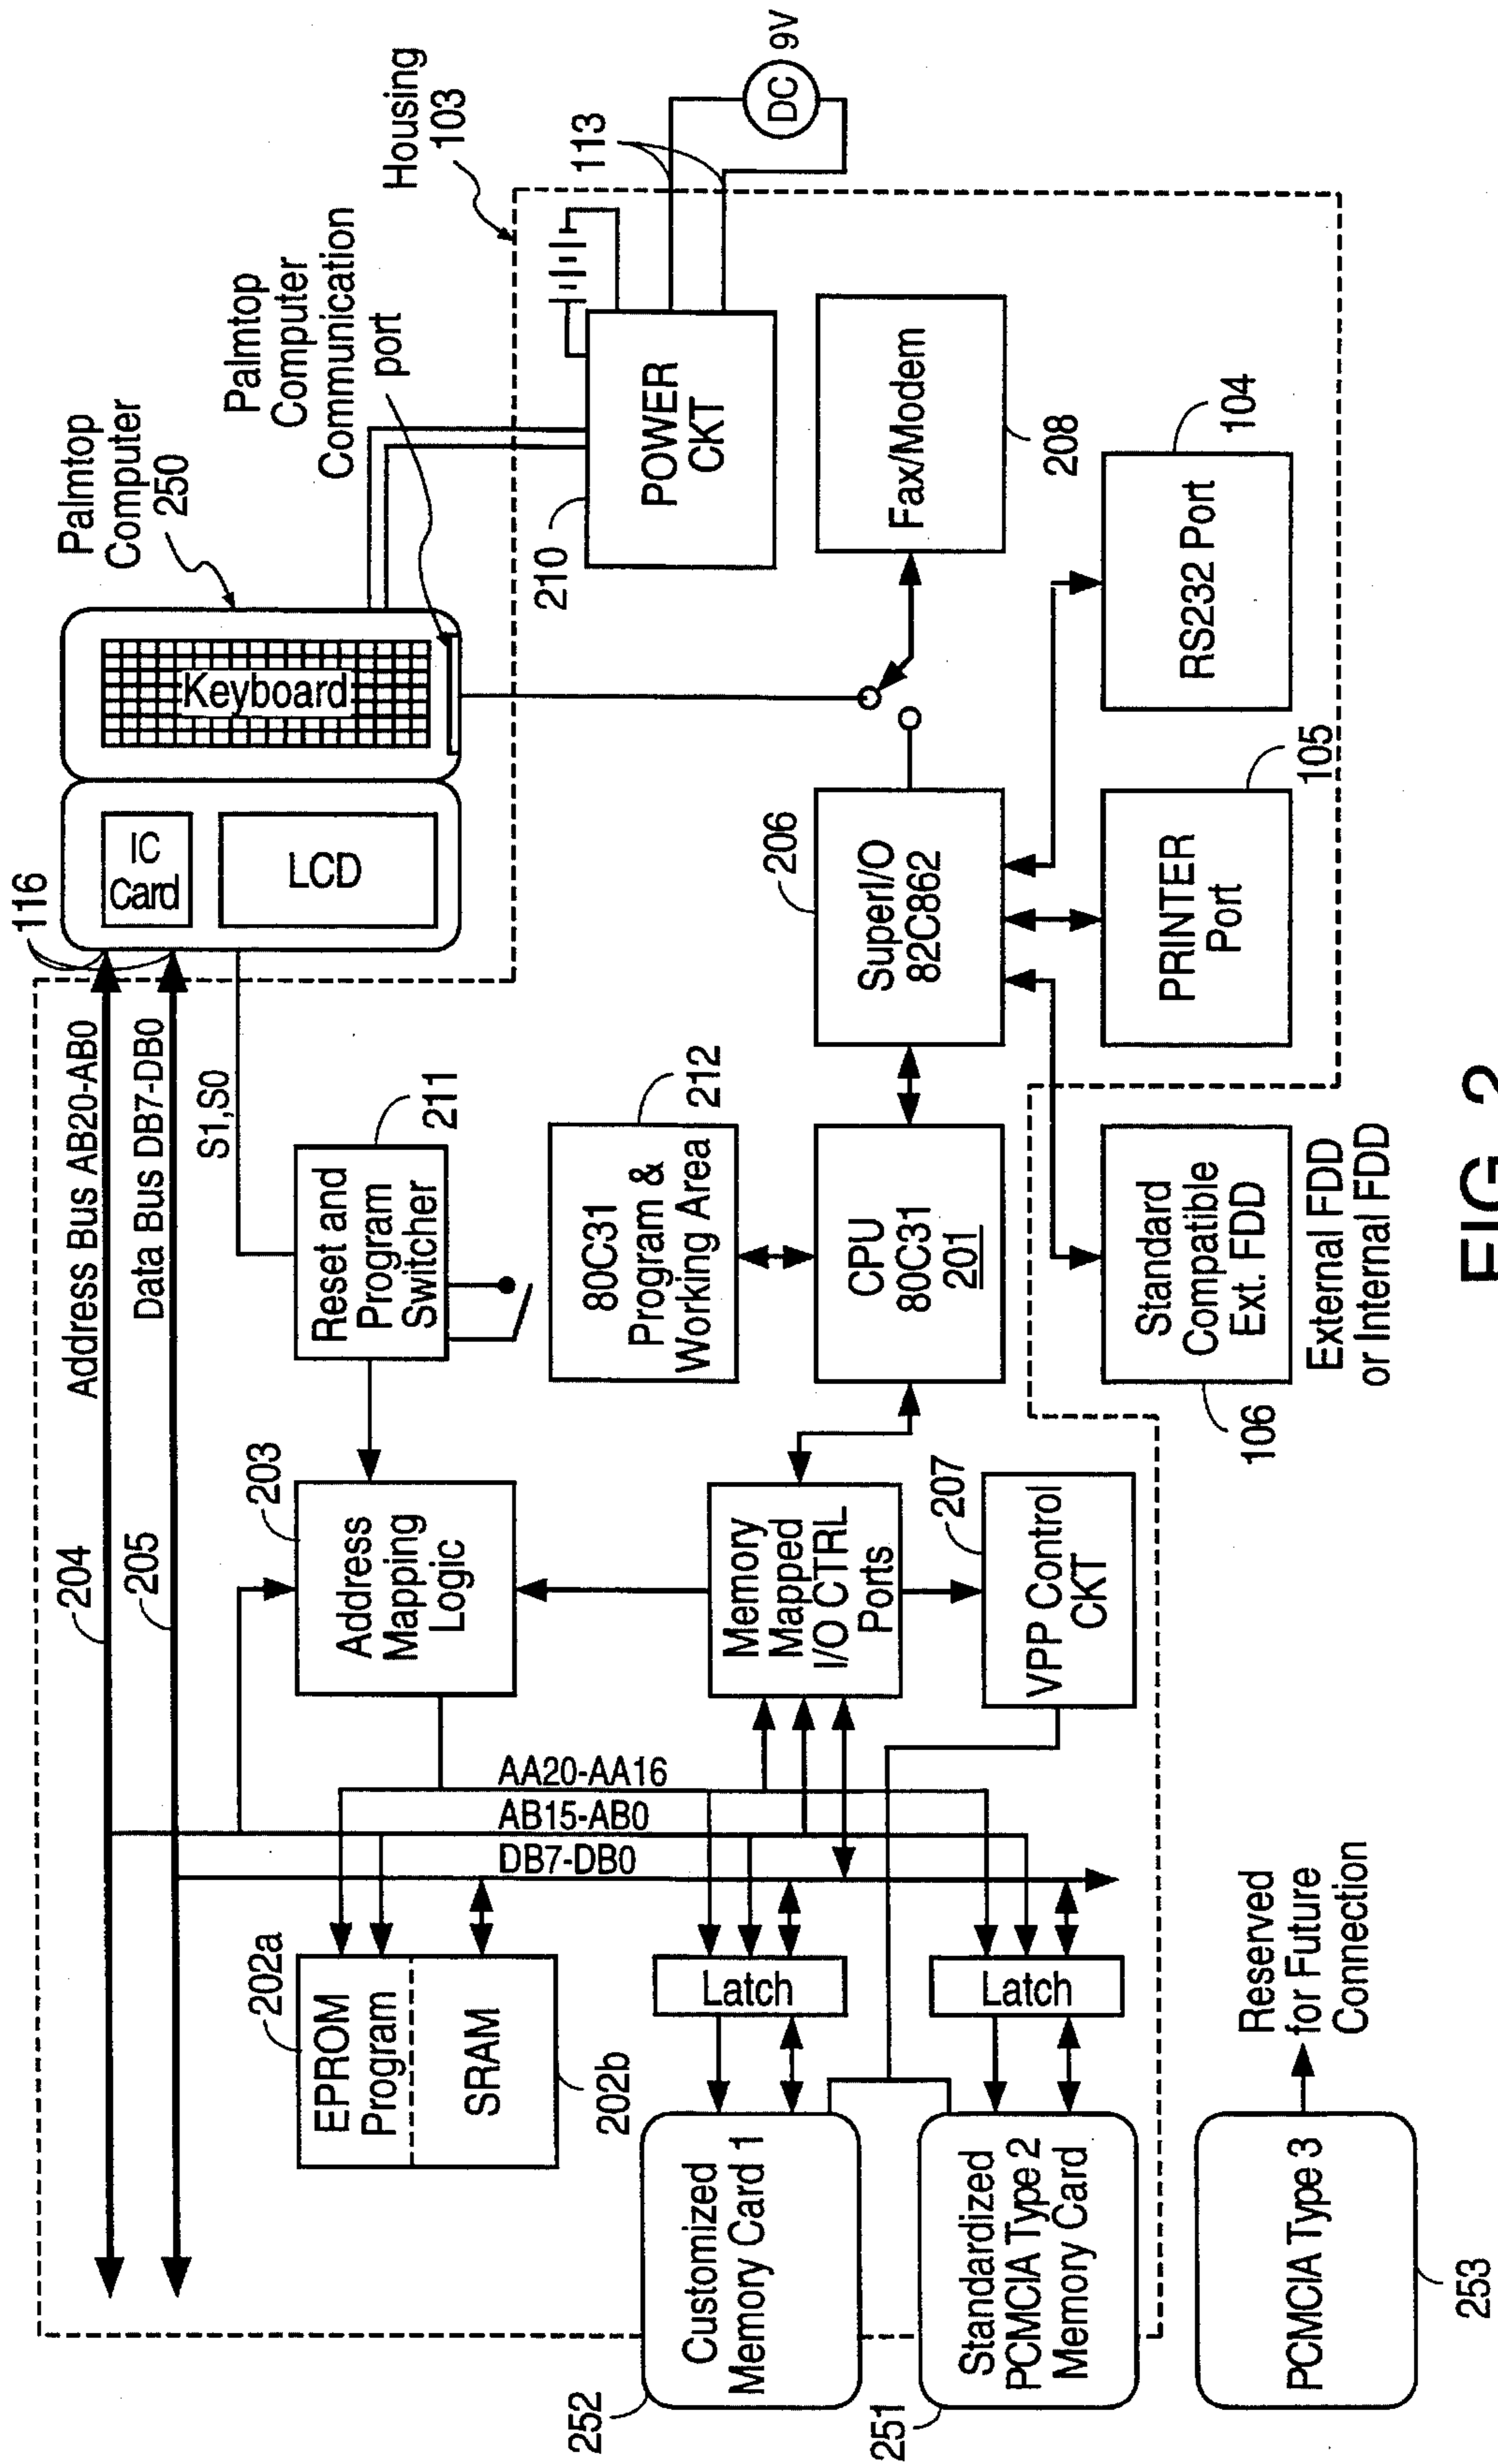 116
Palmtop
Computer
250
Palmtop
Computer
Communication
port
Housing
103
204
Address Bus AB20-AB0
205
Data Bus DB7-DB0
S1,S0
IC
Card
LCD
Keyboard
113
DC
9V
210
POWER
CKT
211
Reset and
Program
Switcher
203
Address
Mapping
Logic
212
80C31
Program &
Working Area
CPU
80C31
201
206
SuperI/O
82C862
Fax/Modem
208
202a
EPROM
Program
SRAM
202b
AA20-AA16
AB15-AB0
DB7-DB0
Memory
Mapped
I/O CTRL
Ports
207
VPP Control
CKT
Latch
Latch
252
Customized
Memory Card 1
251
Standardized
PCMCIA Type 2
Memory Card
PCMCIA Type 3
253
Reserved
for Future
Connection
106
Standard
Compatible
Ext. FDD
External FDD
or Internal FDD
PRINTER
Port
105
RS232 Port
104
FIG. 2